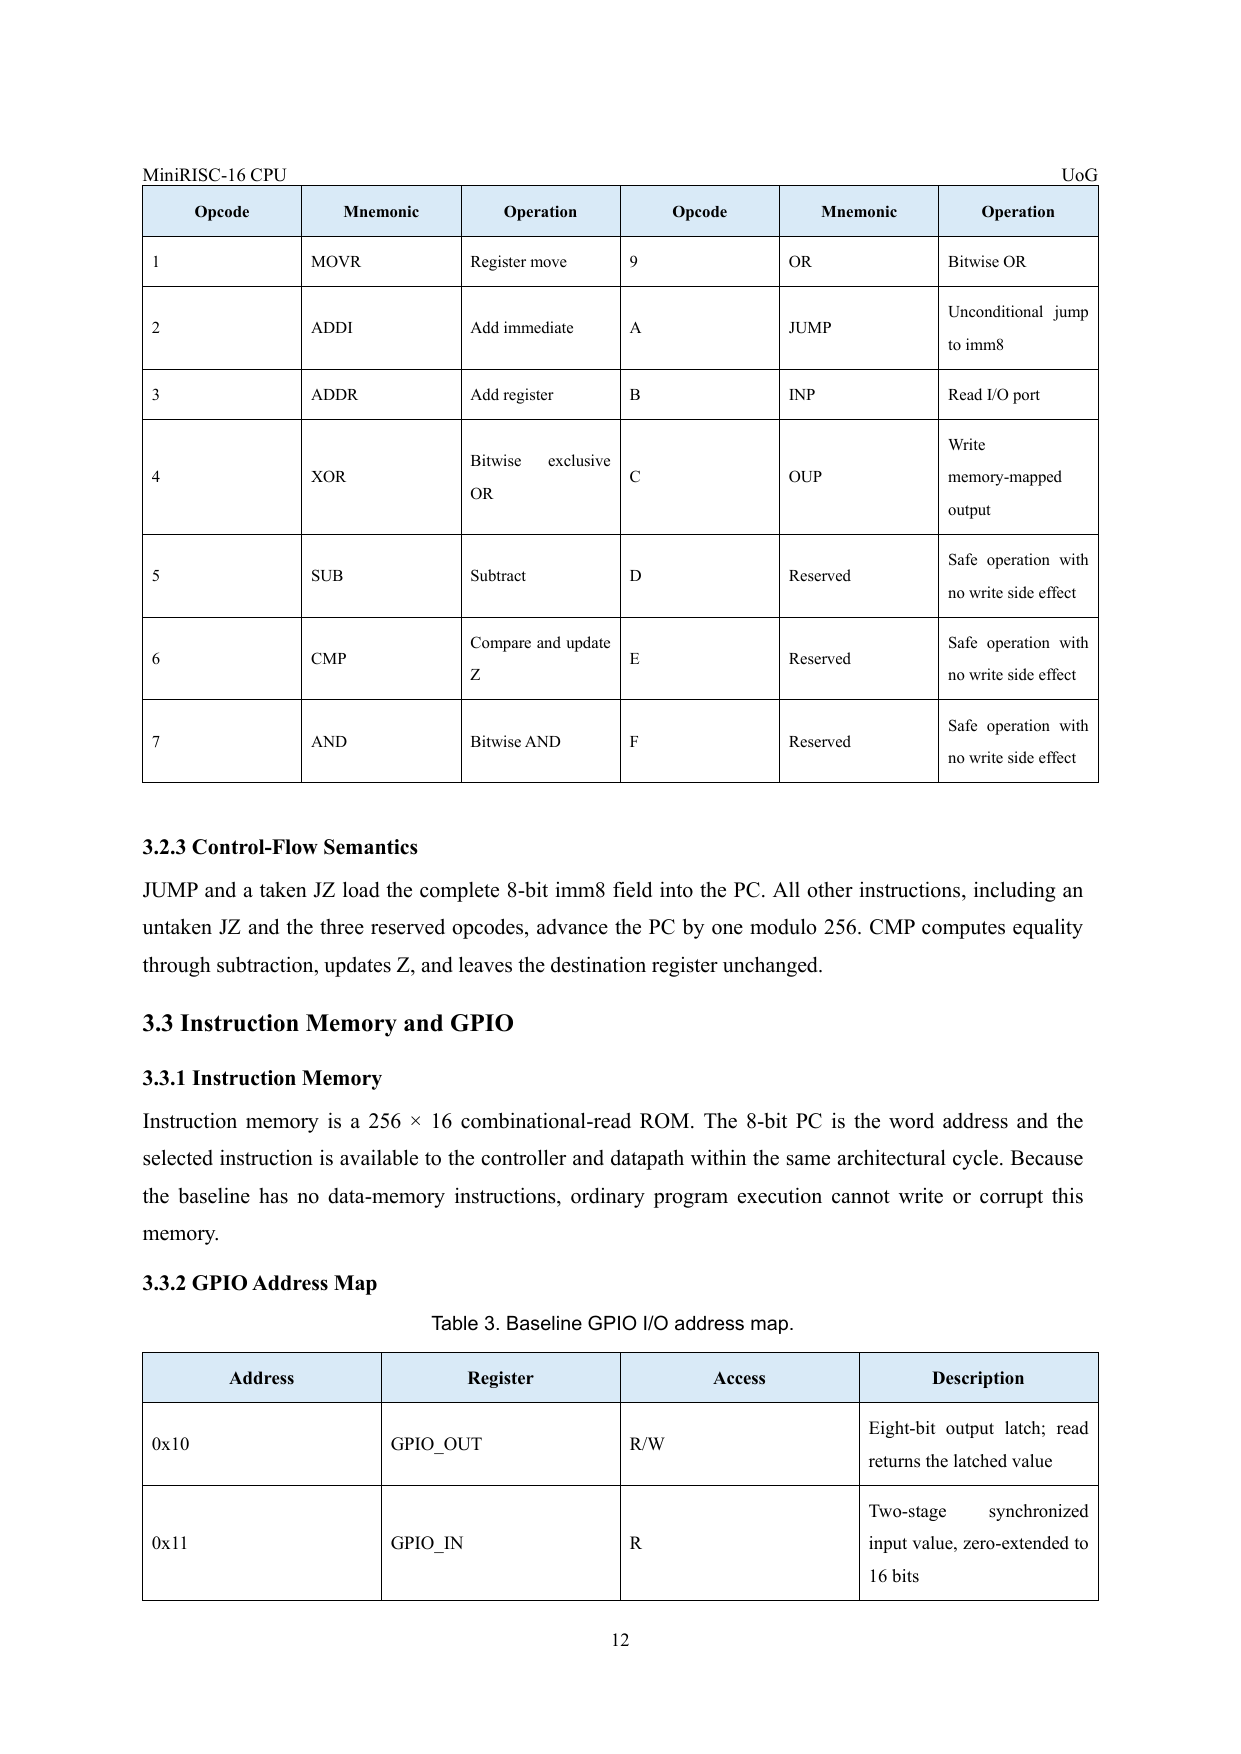 MiniRISC-16 CPU UoG
Opcode Mnemonic Operation Opcode Mnemonic Operation
1 MOVR Register move 9 OR Bitwise OR
2 ADDI Add immediate A JUMP Unconditional jump
to imm8
3 ADDR Add register B INP Read I/O port
4 XOR Bitwise exclusive
OR C OUP Write
memory-mapped
output
5 SUB Subtract D Reserved Safe operation with
no write side effect
6 CMP Compare and update
Z E Reserved Safe operation with
no write side effect
7 AND Bitwise AND F Reserved Safe operation with
no write side effect
3.2.3 Control-Flow Semantics
JUMP and a taken JZ load the complete 8-bit imm8 field into the PC. All other instructions, including an
untaken JZ and the three reserved opcodes, advance the PC by one modulo 256. CMP computes equality
through subtraction, updates Z, and leaves the destination register unchanged.
3.3 Instruction Memory and GPIO
3.3.1 Instruction Memory
Instruction memory is a 256 × 16 combinational-read ROM. The 8-bit PC is the word address and the
selected instruction is available to the controller and datapath within the same architectural cycle. Because
the baseline has no data-memory instructions, ordinary program execution cannot write or corrupt this
memory.
3.3.2 GPIO Address Map
Table 3. Baseline GPIO I/O address map.
Address Register Access Description
0x10 GPIO_OUT R/W Eight-bit output latch; read
returns the latched value
0x11 GPIO_IN R Two-stage synchronized
input value, zero-extended to
16 bits
12